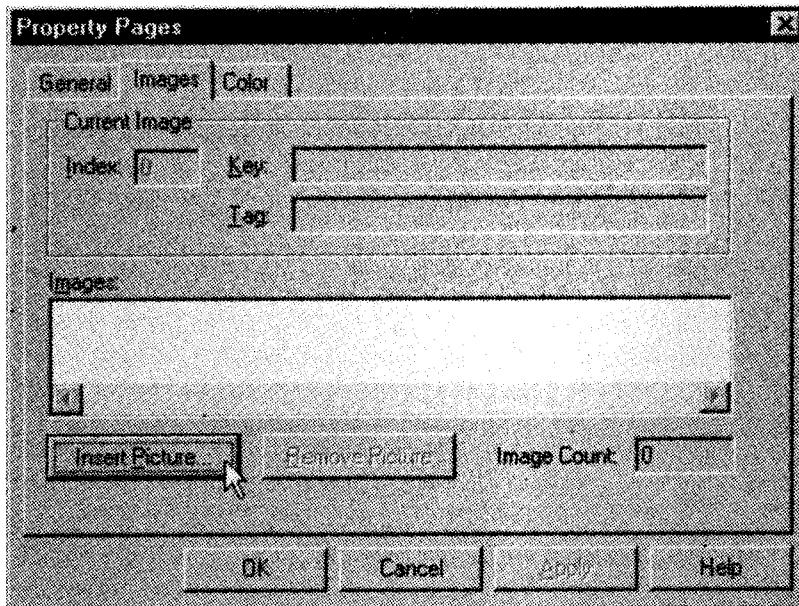 Property Pages
General Images Color
Current Image
Index: 0 Key:
Tag:
Images:
Insert Picture... Remove Picture Image Count: 0
OK Cancel Apply Help